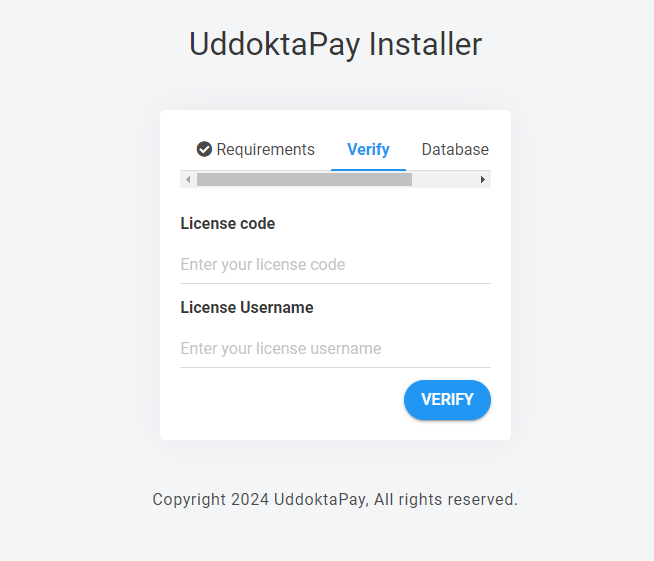 UddoktaPay Installer
Requirements Verify Database
License code
Enter your license code
License Username
Enter your license username
VERIFY
Copyright 2024 UddoktaPay, All rights reserved.